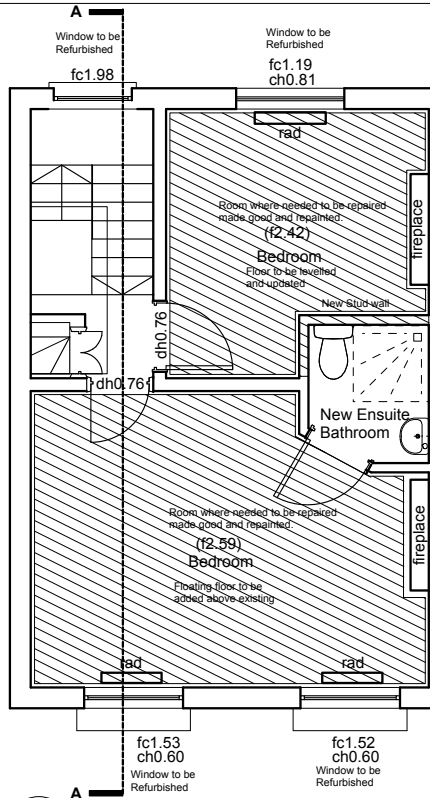 A
Window to be
Refurbished
Window to be
Refurbished
fc1.98
fc1.19
ch0.81
rad
Room where needed to be repaired
made good and repainted.
(f2.42)
Bedroom
Floor to be levelled
and updated
fireplace
New Stud wall
dh0.76
dh0.76
New Ensuite
Bathroom
Room where needed to be repaired
made good and repainted.
(f2.59)
Bedroom
Floating floor to be
added above existing
fireplace
rad
rad
fc1.53
ch0.60
Window to be
Refurbished
fc1.52
ch0.60
Window to be
Refurbished
A